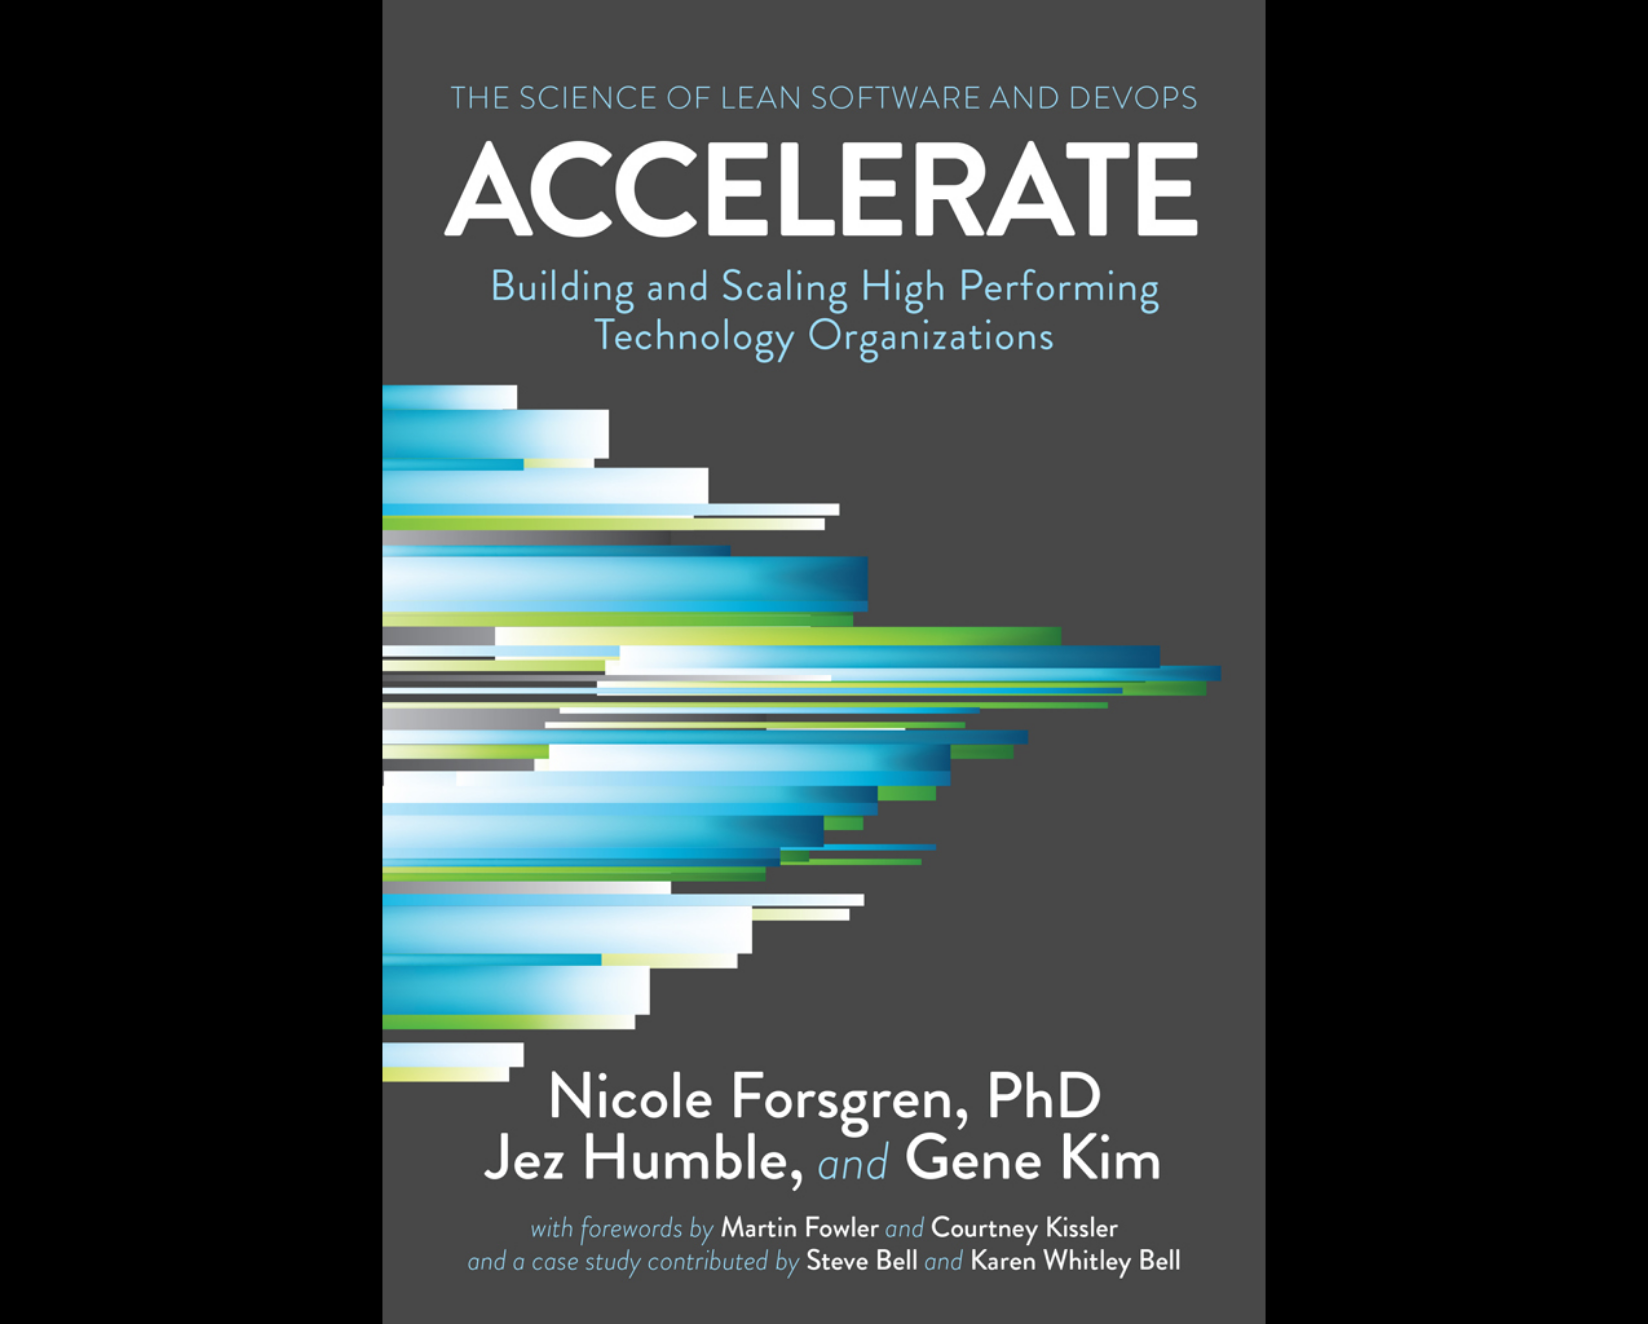 THE SCIENCE OF LEAN SOFTWARE AND DEVOPS
ACCELERATE
Building and Scaling High Performing
Technology Organizations
Nicole Forsgren, PhD
Jez Humble, and Gene Kim
with forewords by Martin Fowler and Courtney Kissler
and a case study contributed by Steve Bell and Karen Whitley Bell